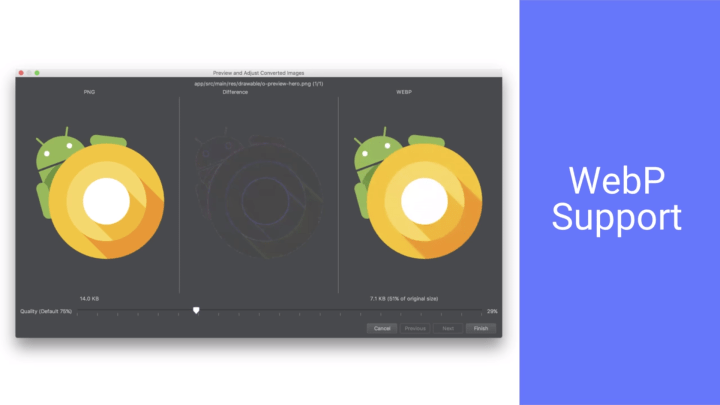 Preview and Adjust Converted Images
app/src/main/res/drawable/o-preview-hero.png (1/1)
PNG
Difference
WEBP
14.0 KB
7.1 KB (51% of original size)
Quality (Default 75%)
28%
Cancel
Previous
Next
Finish
WebP
Support